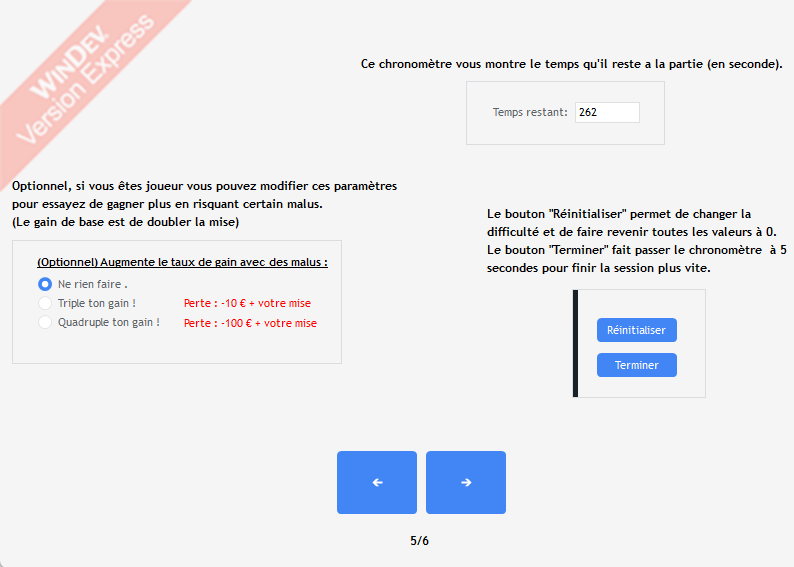 WINDEV
Version Express
Ce chronomètre vous montre le temps qu'il reste a la partie (en seconde).
Temps restant: 262
Optionnel, si vous êtes joueur vous pouvez modifier ces paramètres
pour essayez de gagner plus en risquant certain malus.
(Le gain de base est de doubler la mise)
(Optionnel) Augmente le taux de gain avec des malus :
Ne rien faire .
Triple ton gain ! Perte : -10 € + votre mise
Quadruple ton gain ! Perte : -100 € + votre mise
Le bouton "Réinitialiser" permet de changer la
difficulté et de faire revenir toutes les valeurs à 0.
Le bouton "Terminer" fait passer le chronomètre à 5
secondes pour finir la session plus vite.
Réinitialiser
Terminer
5/6